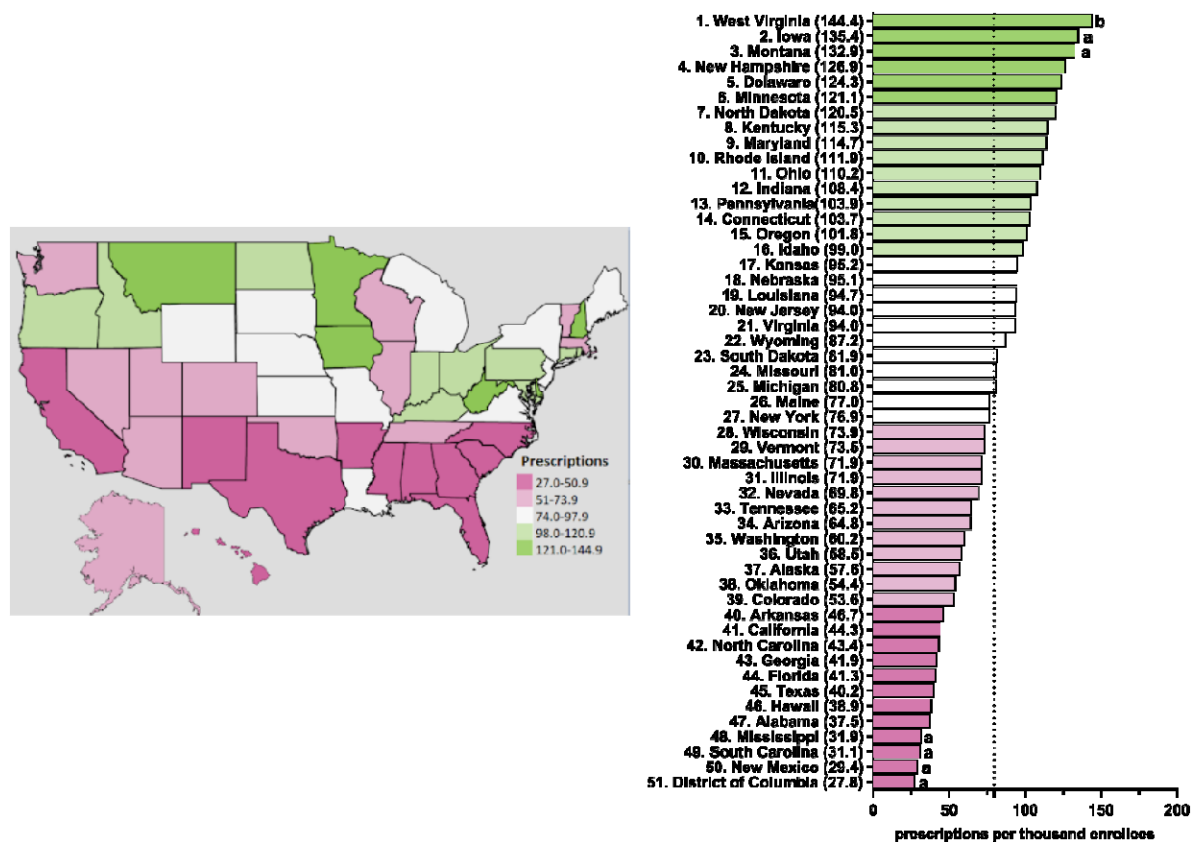 Prescriptions
27.0-50.9
51-73.9
74.0-97.9
98.0-120.9
121.0-144.9
1. West Virginia (144.4)
b
2. Iowa (135.4)
a
3. Montana (132.9)
a
4. New Hampshire (126.9)
5. Delaware (124.3)
6. Minnesota (121.1)
7. North Dakota (120.5)
8. Kentucky (115.3)
9. Maryland (114.7)
10. Rhode Island (111.9)
11. Ohio (110.2)
12. Indiana (108.4)
13. Pennsylvania(103.9)
14. Connecticut (103.7)
15. Oregon (101.8)
16. Idaho (99.0)
17. Kansas (95.2)
18. Nebraska (95.1)
19. Louisiana (94.7)
20. New Jersey (94.0)
21. Virginia (94.0)
22. Wyoming (87.2)
23. South Dakota (81.9)
24. Missouri (81.0)
25. Michigan (80.8)
26. Maine (77.0)
27. New York (76.9)
28. Wisconsin (73.9)
29. Vermont (73.5)
30. Massachusetts (71.9)
31. Illinois (71.9)
32. Nevada (69.8)
33. Tennessee (65.2)
34. Arizona (64.8)
35. Washington (60.2)
36. Utah (58.5)
37. Alaska (57.6)
38. Oklahoma (54.4)
39. Colorado (53.6)
40. Arkansas (46.7)
41. California (44.3)
42. North Carolina (43.4)
43. Georgia (41.9)
44. Florida (41.3)
45. Texas (40.2)
46. Hawaii (38.9)
47. Alabama (37.5)
48. Mississippi (31.9)
a
49. South Carolina (31.1)
a
50. New Mexico (29.4)
a
51. District of Columbia (27.8)
a
0 50 100 150 200
prescriptions per thousand enrollees